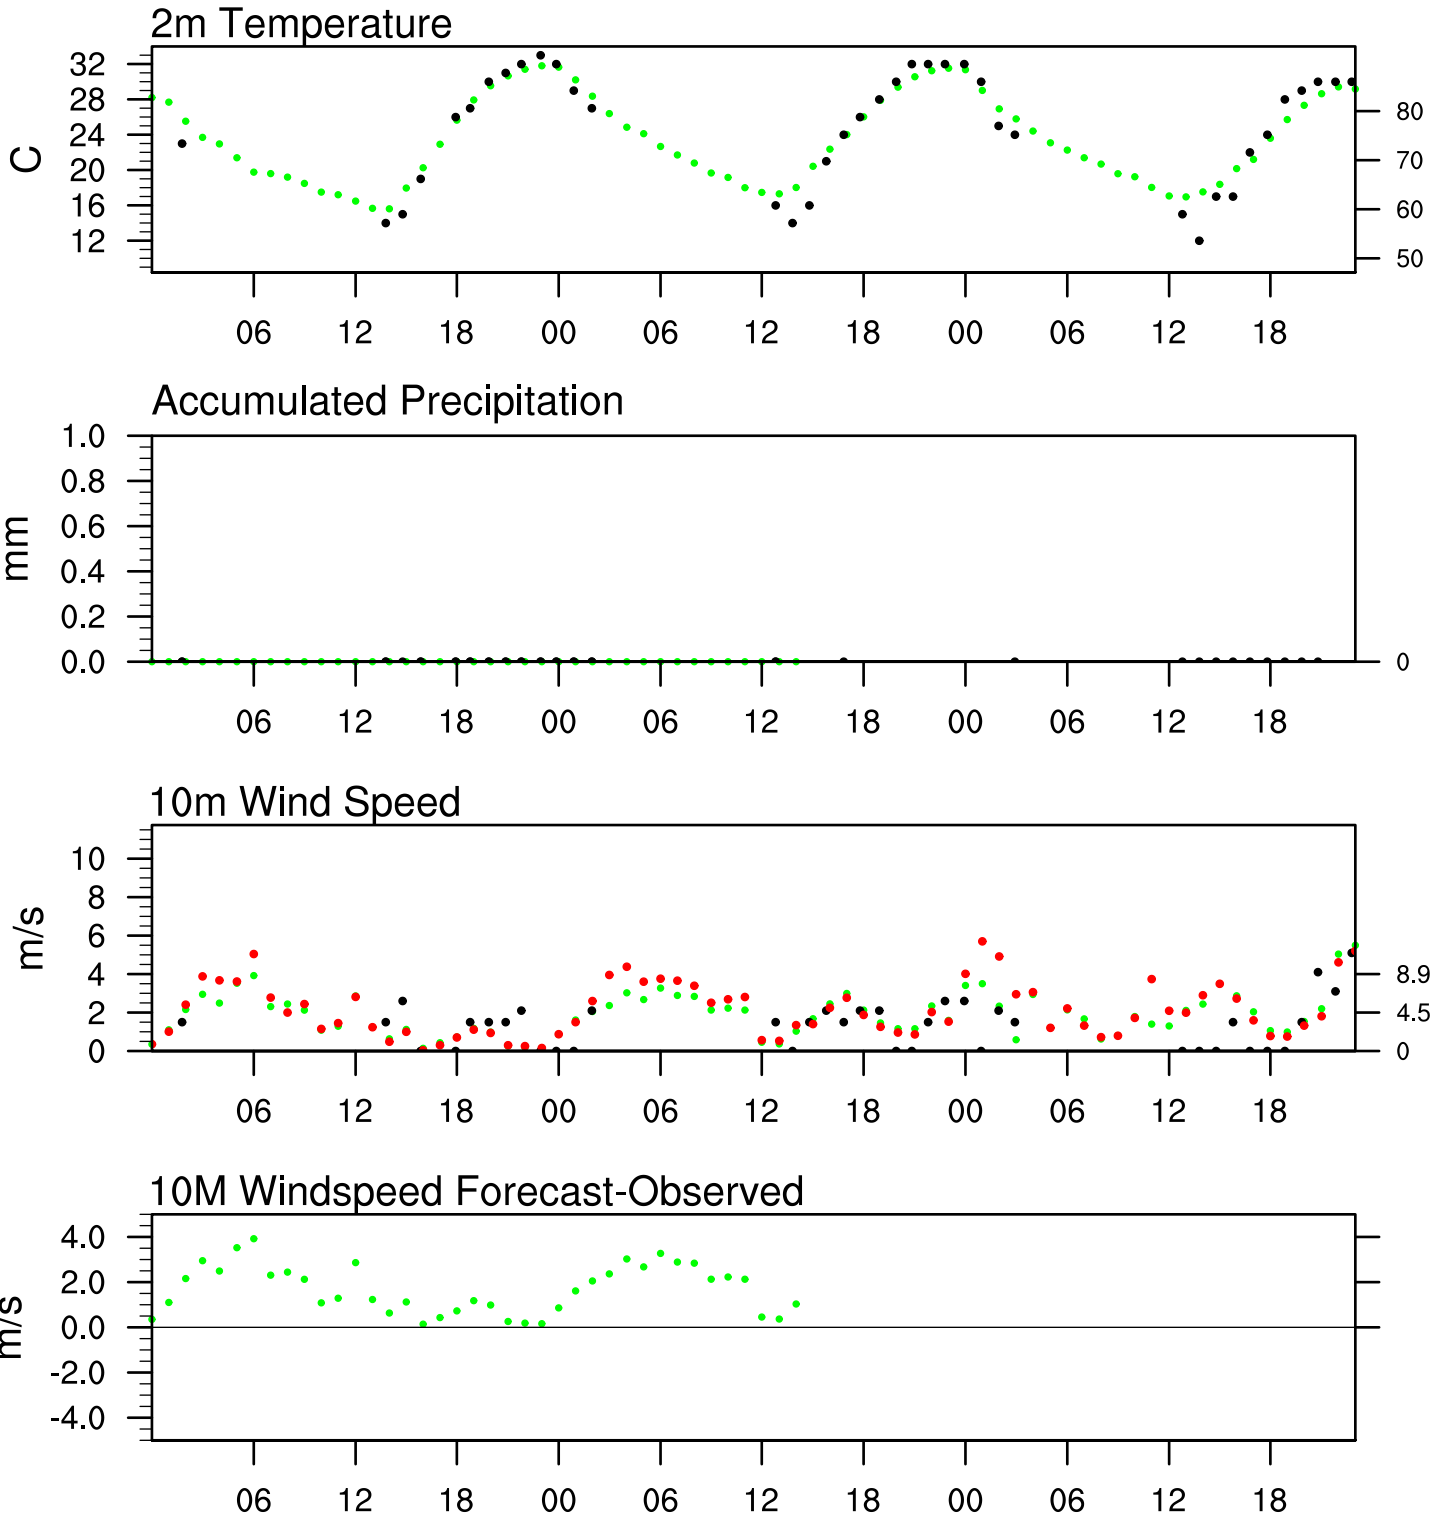 2m Temperature
32
28
24
20
16
12
C
80
70
60
50
06 12 18 00 06 12 18 00 06 12 18
Accumulated Precipitation
1.0
0.8
0.6
0.4
0.2
0.0
mm
0
06 12 18 00 06 12 18 00 06 12 18
10m Wind Speed
10
8
6
4
2
0
m/s
8.9
4.5
0
06 12 18 00 06 12 18 00 06 12 18
10M Windspeed Forecast-Observed
4.0
2.0
0.0
-2.0
-4.0
m/s
06 12 18 00 06 12 18 00 06 12 18